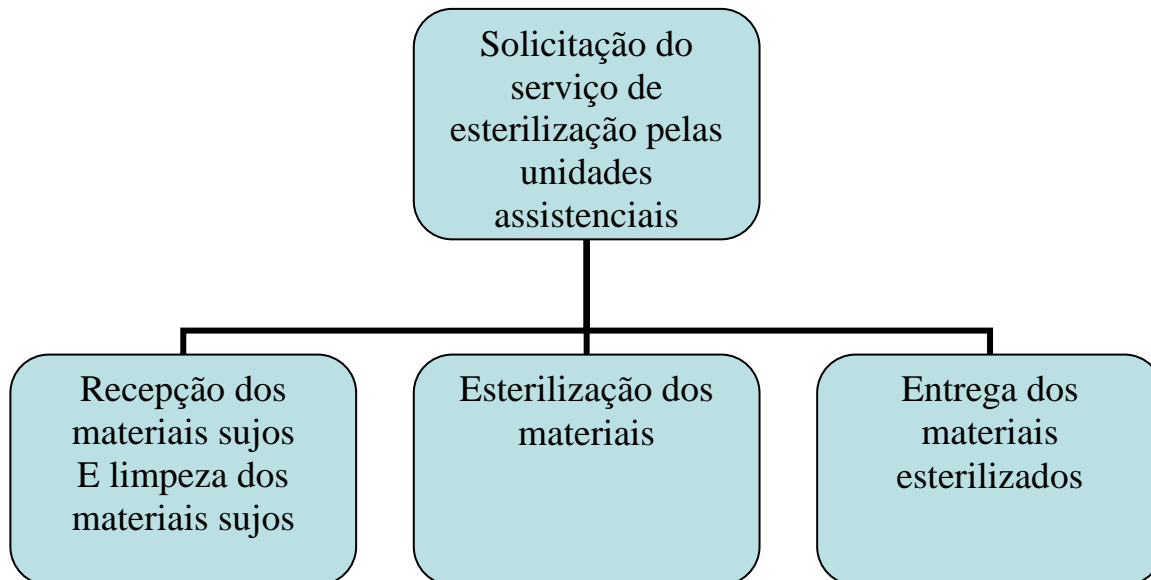 Solicitação do
serviço de
esterilização pelas
unidades
assistenciais
Recepção dos
materiais sujos
E limpeza dos
materiais sujos
Esterilização dos
materiais
Entrega dos
materiais
esterilizados